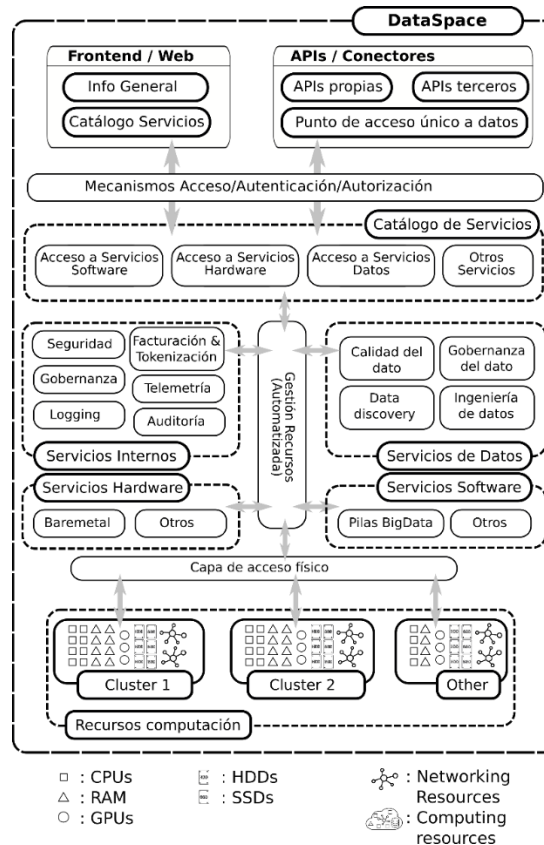 DataSpace
Frontend / Web
Info General
Catálogo Servicios
APIs / Conectores
APIs propias
APIs terceros
Punto de acceso único a datos
Mecanismos Acceso/Autenticación/Autorización
Catálogo de Servicios
Acceso a Servicios
Software
Acceso a Servicios
Hardware
Acceso a Servicios
Datos
Otros
Servicios
Seguridad
Facturación &
Tokenización
Gobernanza
Telemetría
Logging
Auditoría
Servicios Internos
Gestión Recursos
(Automatizada)
Calidad del
dato
Gobernanza
del dato
Data
discovery
Ingeniería
de datos
Servicios de Datos
Servicios Hardware
Baremetal
Otros
Servicios Software
Pilas BigData
Otros
Capa de acceso físico
Cluster 1
Cluster 2
Other
Recursos computación
: CPUs
: RAM
: GPUs
: HDDs
: SSDs
: Networking
Resources
: Computing
resources